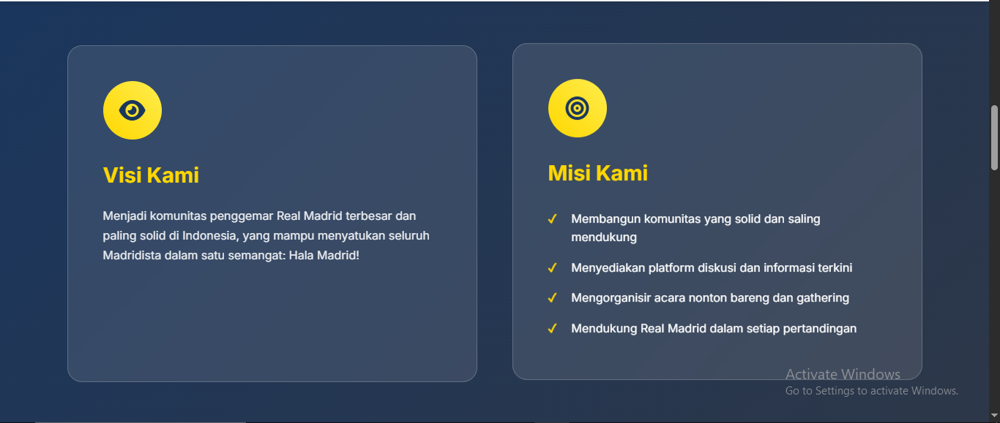 Visi Kami
Menjadi komunitas penggemar Real Madrid terbesar dan
paling solid di Indonesia, yang mampu menyatukan seluruh
Madridista dalam satu semangat: Hala Madrid!
Misi Kami
✓ Membangun komunitas yang solid dan saling
mendukung
✓ Menyediakan platform diskusi dan informasi terkini
✓ Mengorganisir acara nonton bareng dan gathering
✓ Mendukung Real Madrid dalam setiap pertandingan
Activate Windows
Go to Settings to activate Windows.